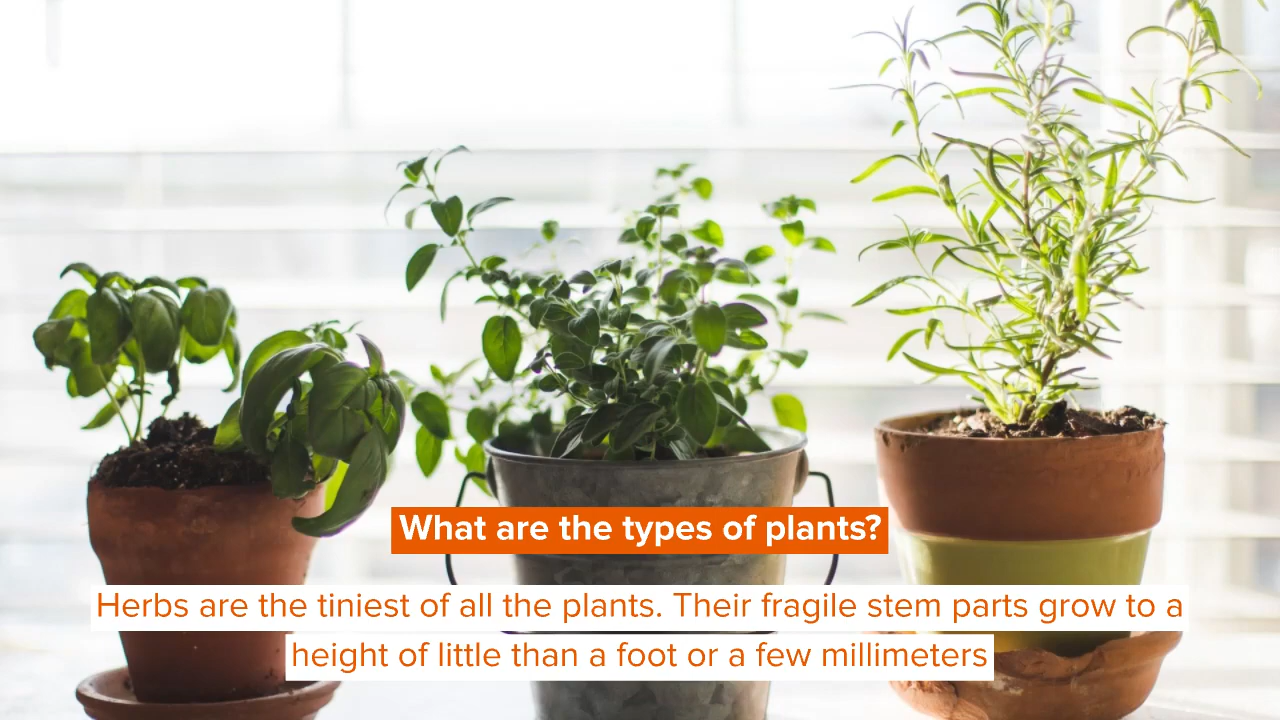 What are the types of plants?
Herbs are the tiniest of all the plants. Their fragile stem parts grow to a
height of little than a foot or a few millimeters